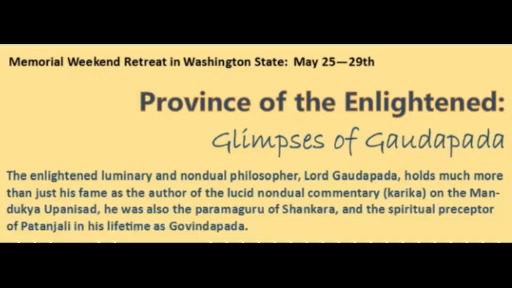 Memorial Weekend Retreat in Washington State:  May 25—29th
Province of the Enlightened:
Glimpses of Gaudapada
The enlightened luminary and nondual philosopher, Lord Gaudapada, holds much more
than just his fame as the author of the lucid nondual commentary (karika) on the Man-
dukya Upanisad, he was also the paramaguru of Shankara, and the spiritual preceptor
of Patanjali in his lifetime as Govindapada.